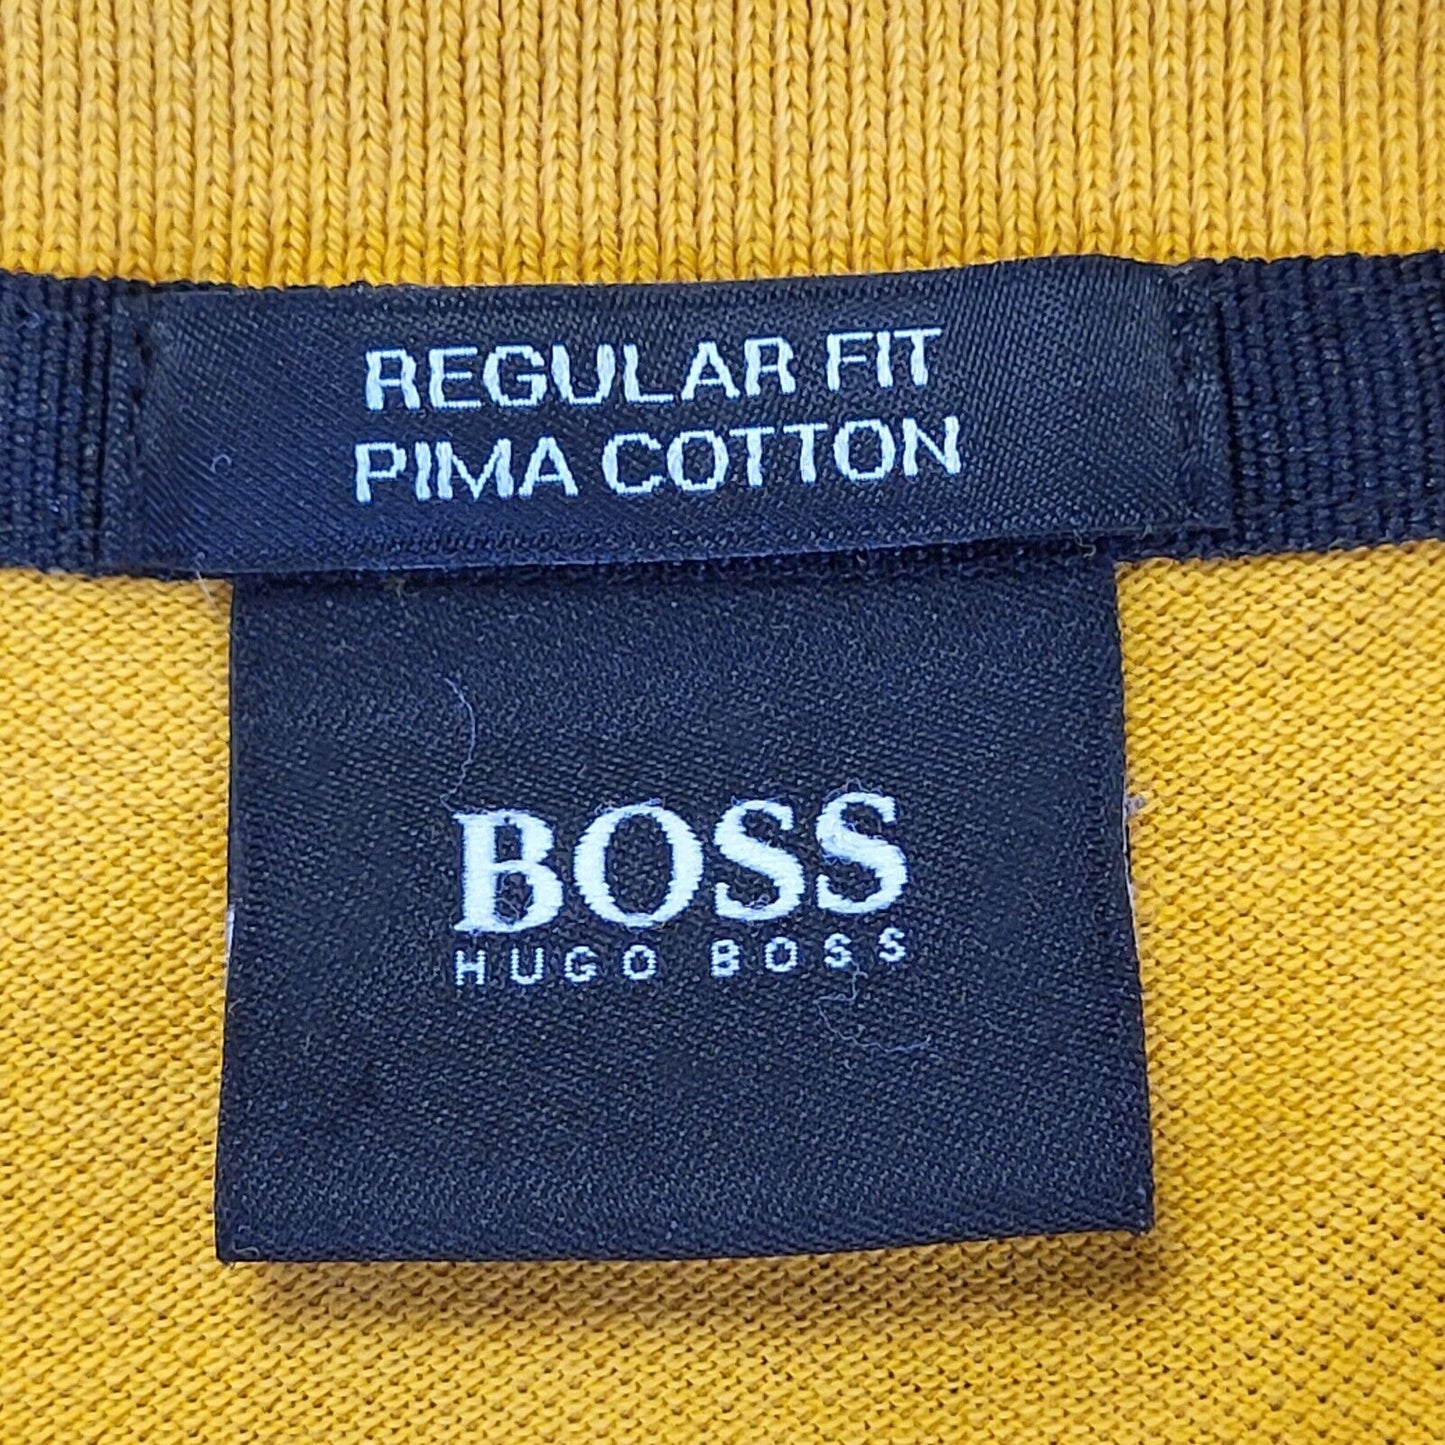 REGULAR FIT
PIMA COTTON
BOSS
HUGO BOSS